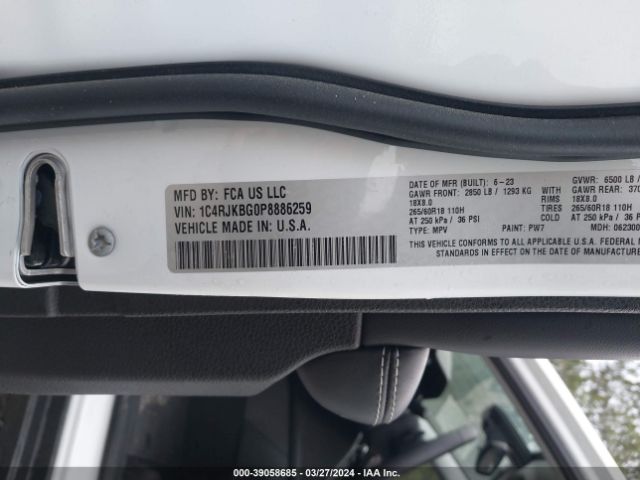 MFD BY: FCA US LLC
VIN: 1C4RJKBG0P8886259
VEHICLE MADE IN U.S.A.
DATE OF MFR (BUILT): 6-23 GVWR: 6500 LB /
GAWR FRONT: 2850 LB / 1293 KG GAWR REAR: 370
18X8.0 RIMS 18X8.0
265/60R18 110H TIRES 265/60R18 110H
AT 250 kPa / 36 PSI COLD AT 250 kPa / 36 P
TYPE: MPV PAINT: PW7 MDH: 062300
THIS VEHICLE CONFORMS TO ALL APPLICABLE U.S.A. FEDERAL M
STANDARDS IN EFFECT ON THE DATE OF M
000-39058685 - 03/27/2024 - IAA Inc.